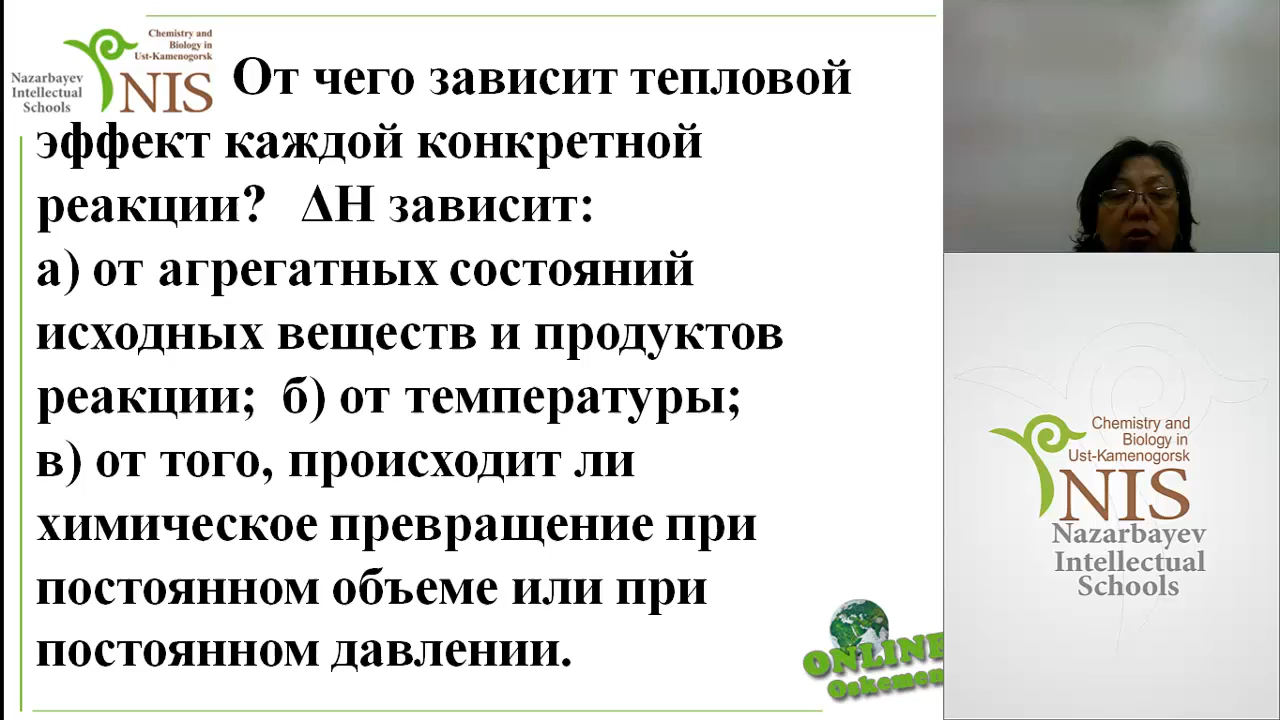 Chemistry and
Biology in
Ust-Kamenogorsk
Nazarbayev
Intellectual
Schools
NIS
От чего зависит тепловой
эффект каждой конкретной
реакции? ΔН зависит:
а) от агрегатных состояний
исходных веществ и продуктов
реакции; б) от температуры;
в) от того, происходит ли
химическое превращение при
постоянном объеме или при
постоянном давлении.
ONLINE
Oskemen
Chemistry and
Biology in
Ust-Kamenogorsk
NIS
Nazarbayev
Intellectual
Schools